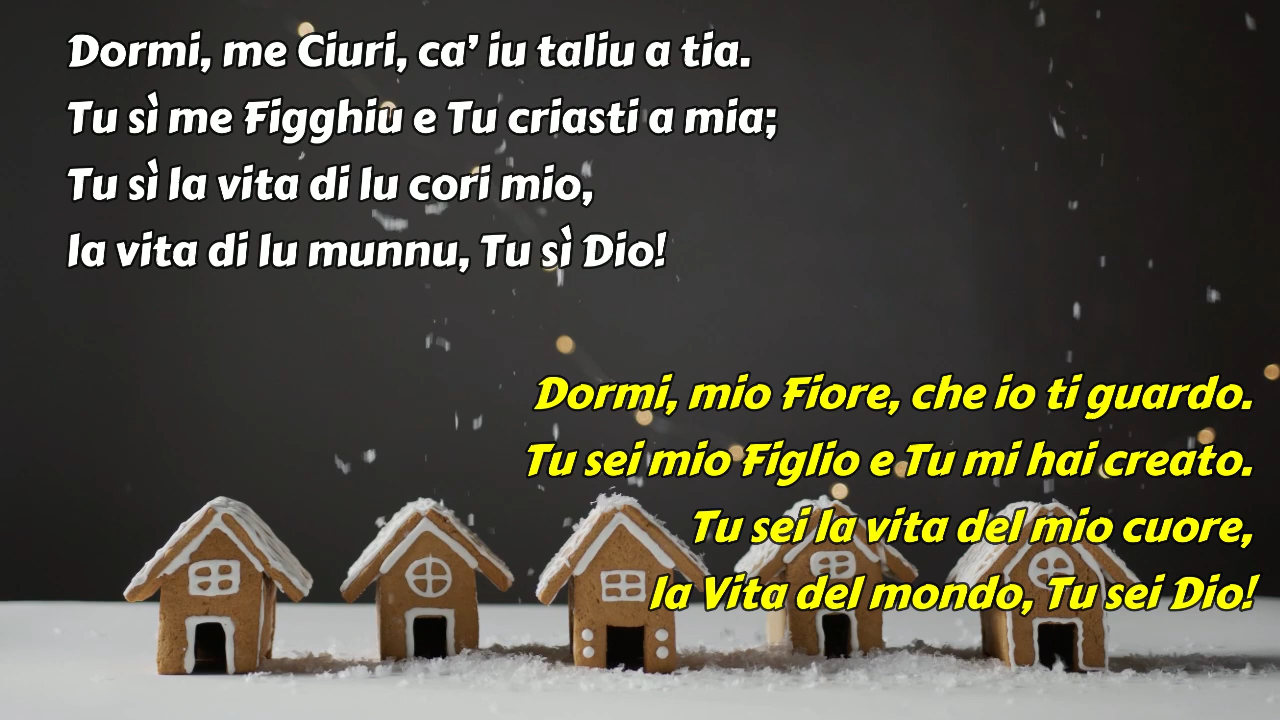 Dormi, me Ciuri, ca’ iu taliu a tia.
Tu sì me Figghiu e Tu criasti a mia;
Tu sì la vita di lu cori mio,
la vita di lu munnu, Tu sì Dio!
Dormi, mio Fiore, che io ti guardo.
Tu sei mio Figlio e Tu mi hai creato.
Tu sei la vita del mio cuore,
la Vita del mondo, Tu sei Dio!